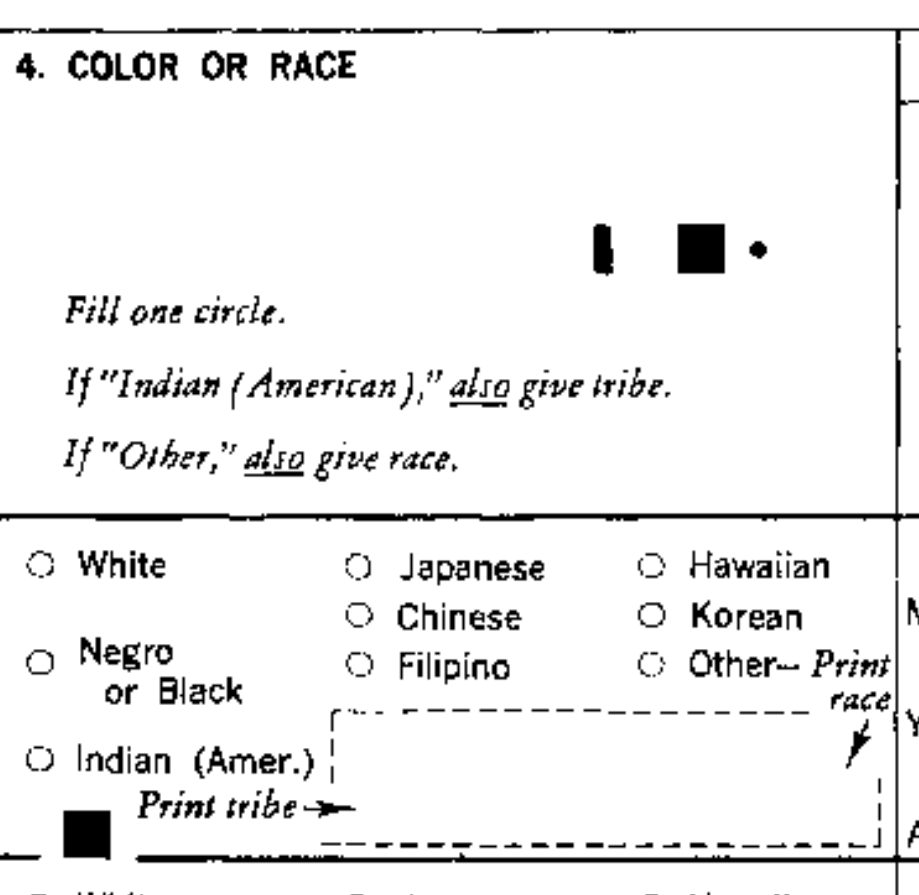 4. COLOR OR RACE
Fill one circle.
If "Indian (American)," also give tribe.
If "Other," also give race.
White
Japanese
Hawaiian
Chinese
Korean
Negro
or Black
Filipino
Other— Print
race
Indian (Amer.)
Print tribe